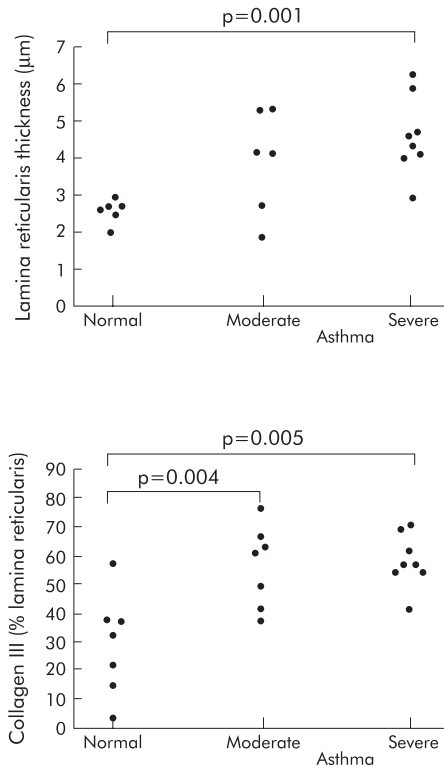 p=0.001
Lamina reticularis thickness (μm)
7
6
5
4
3
2
1
0
Normal
Moderate
Severe
Asthma
p=0.005
p=0.004
Collagen III (% lamina reticularis)
90
80
70
60
50
40
30
20
10
0
Normal
Moderate
Severe
Asthma